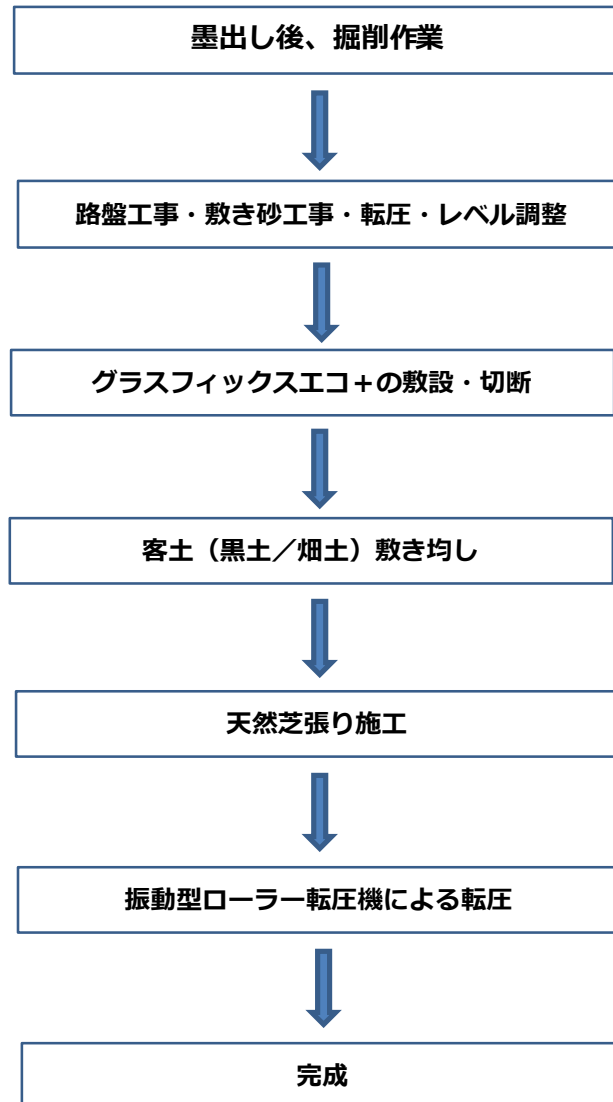 墨出し後、掘削作業
路盤工事・敷き砂工事・転圧・レベル調整
グラスフィックスエコ＋の敷設・切断
客土（黒土／畑土）敷き均し
天然芝張り施工
振動型ローラー転圧機による転圧
完成